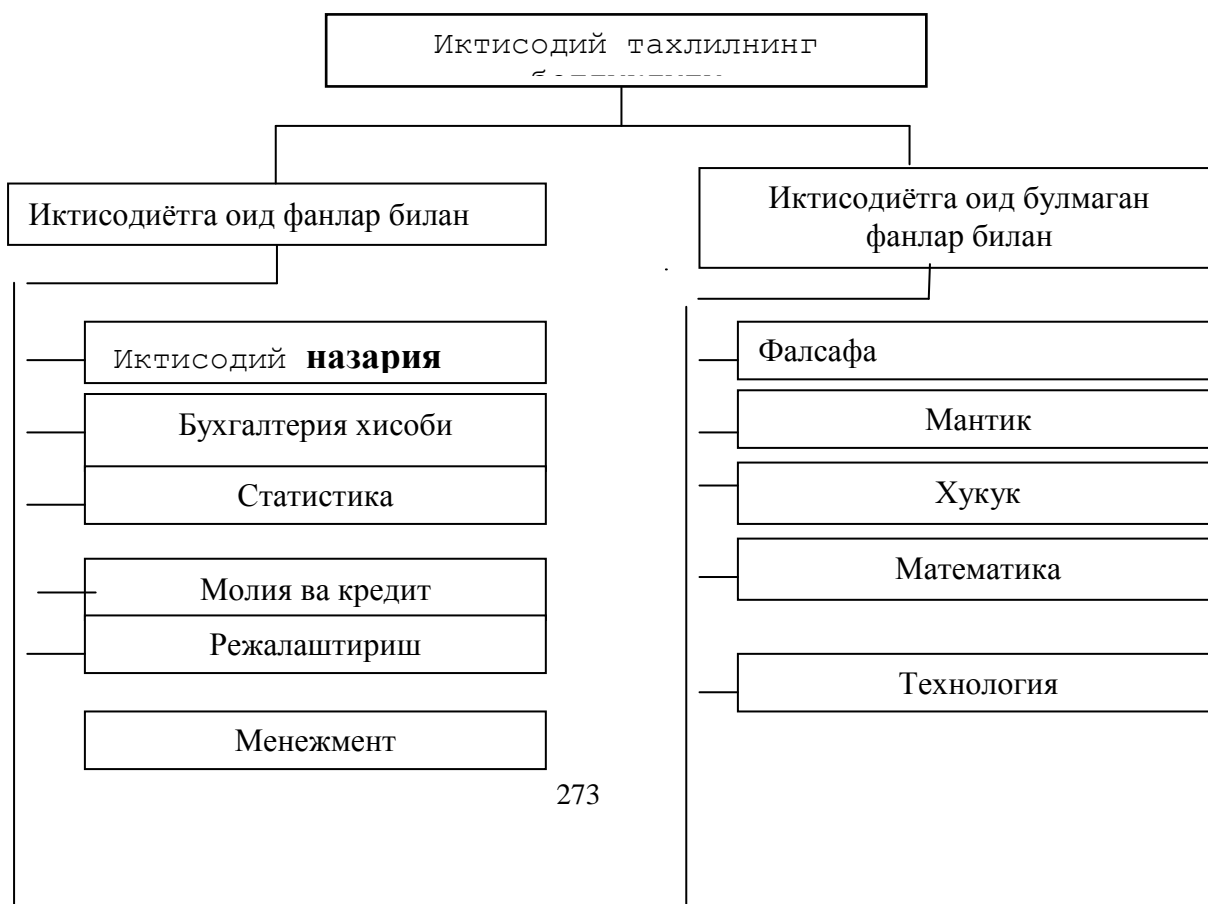 Иктисодий тахлилнинг
Иктисодиётга оид фанлар билан
Иктисодий назария
Бухгалтерия хисоби
Статистика
Молия ва кредит
Режалаштириш
Менежмент
Иктисодиётга оид булмаган
фанлар билан
Фалсафа
Мантик
Хукук
Математика
Технология
273